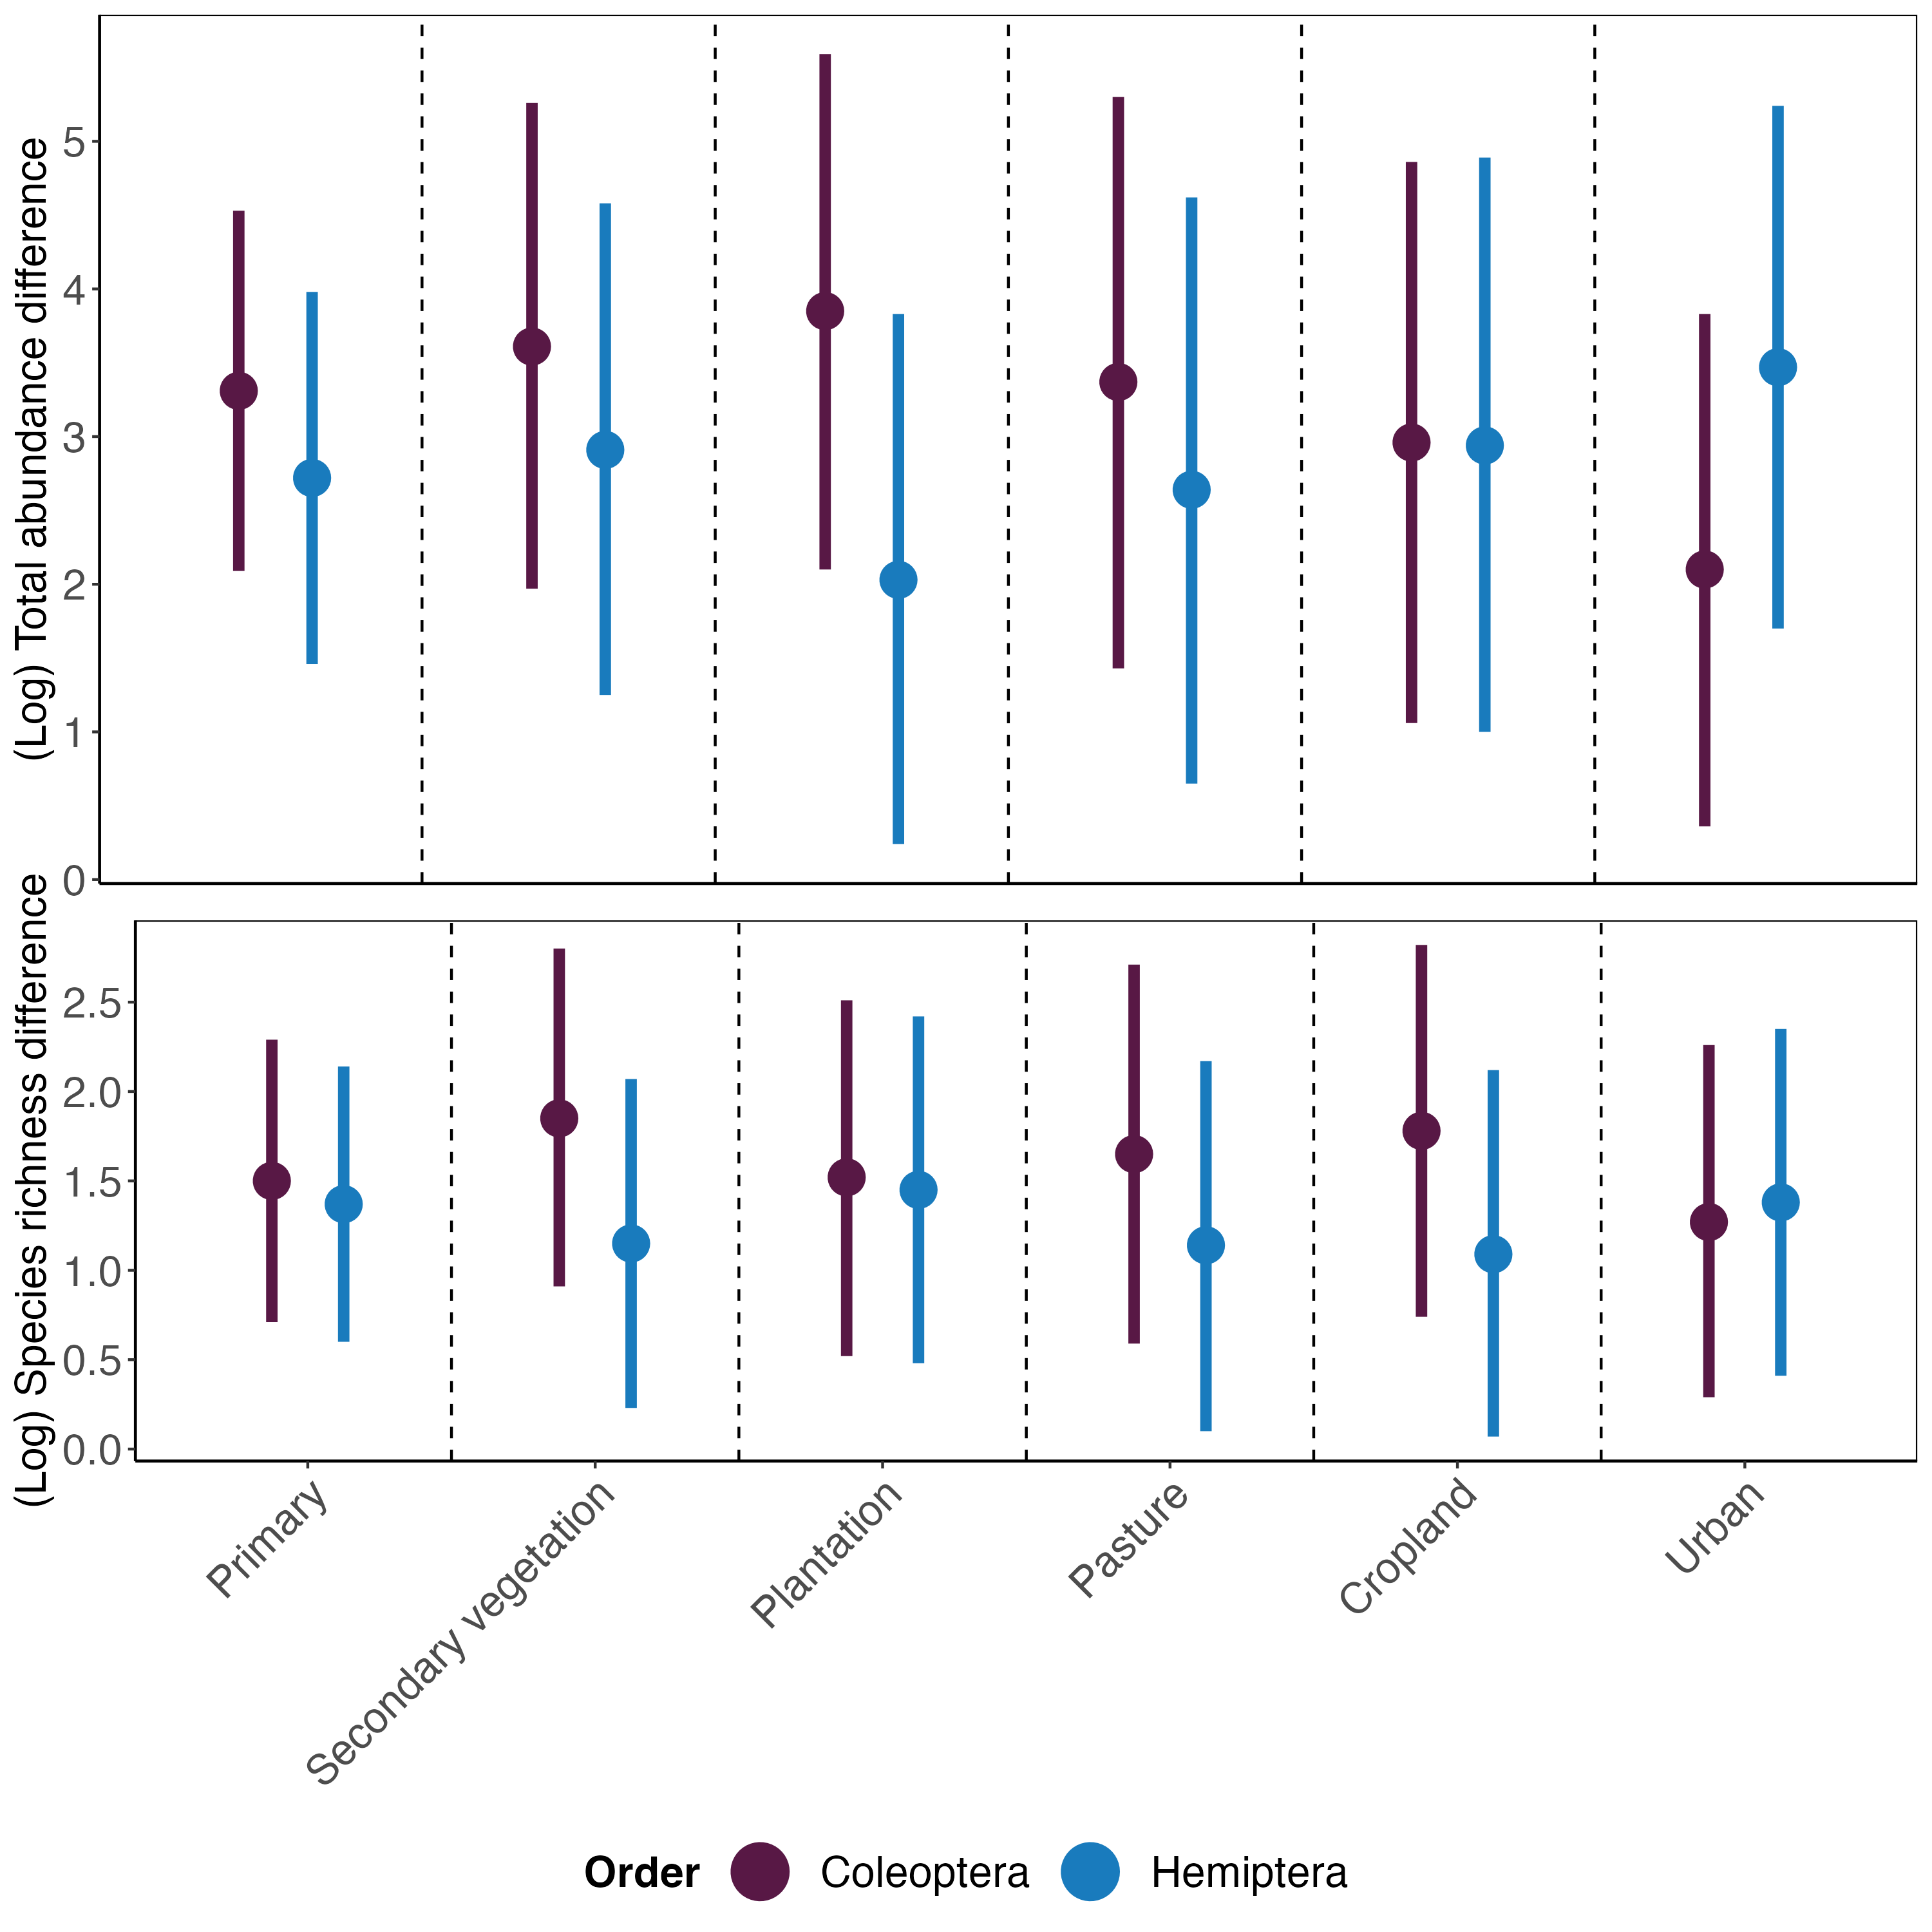 (Log) Total abundance difference
5
4
3
2
1
0
(Log) Species richness difference
2.5
2.0
1.5
1.0
0.5
0.0
Primary
Secondary vegetation
Plantation
Pasture
Cropland
Urban
Order Coleoptera Hemiptera